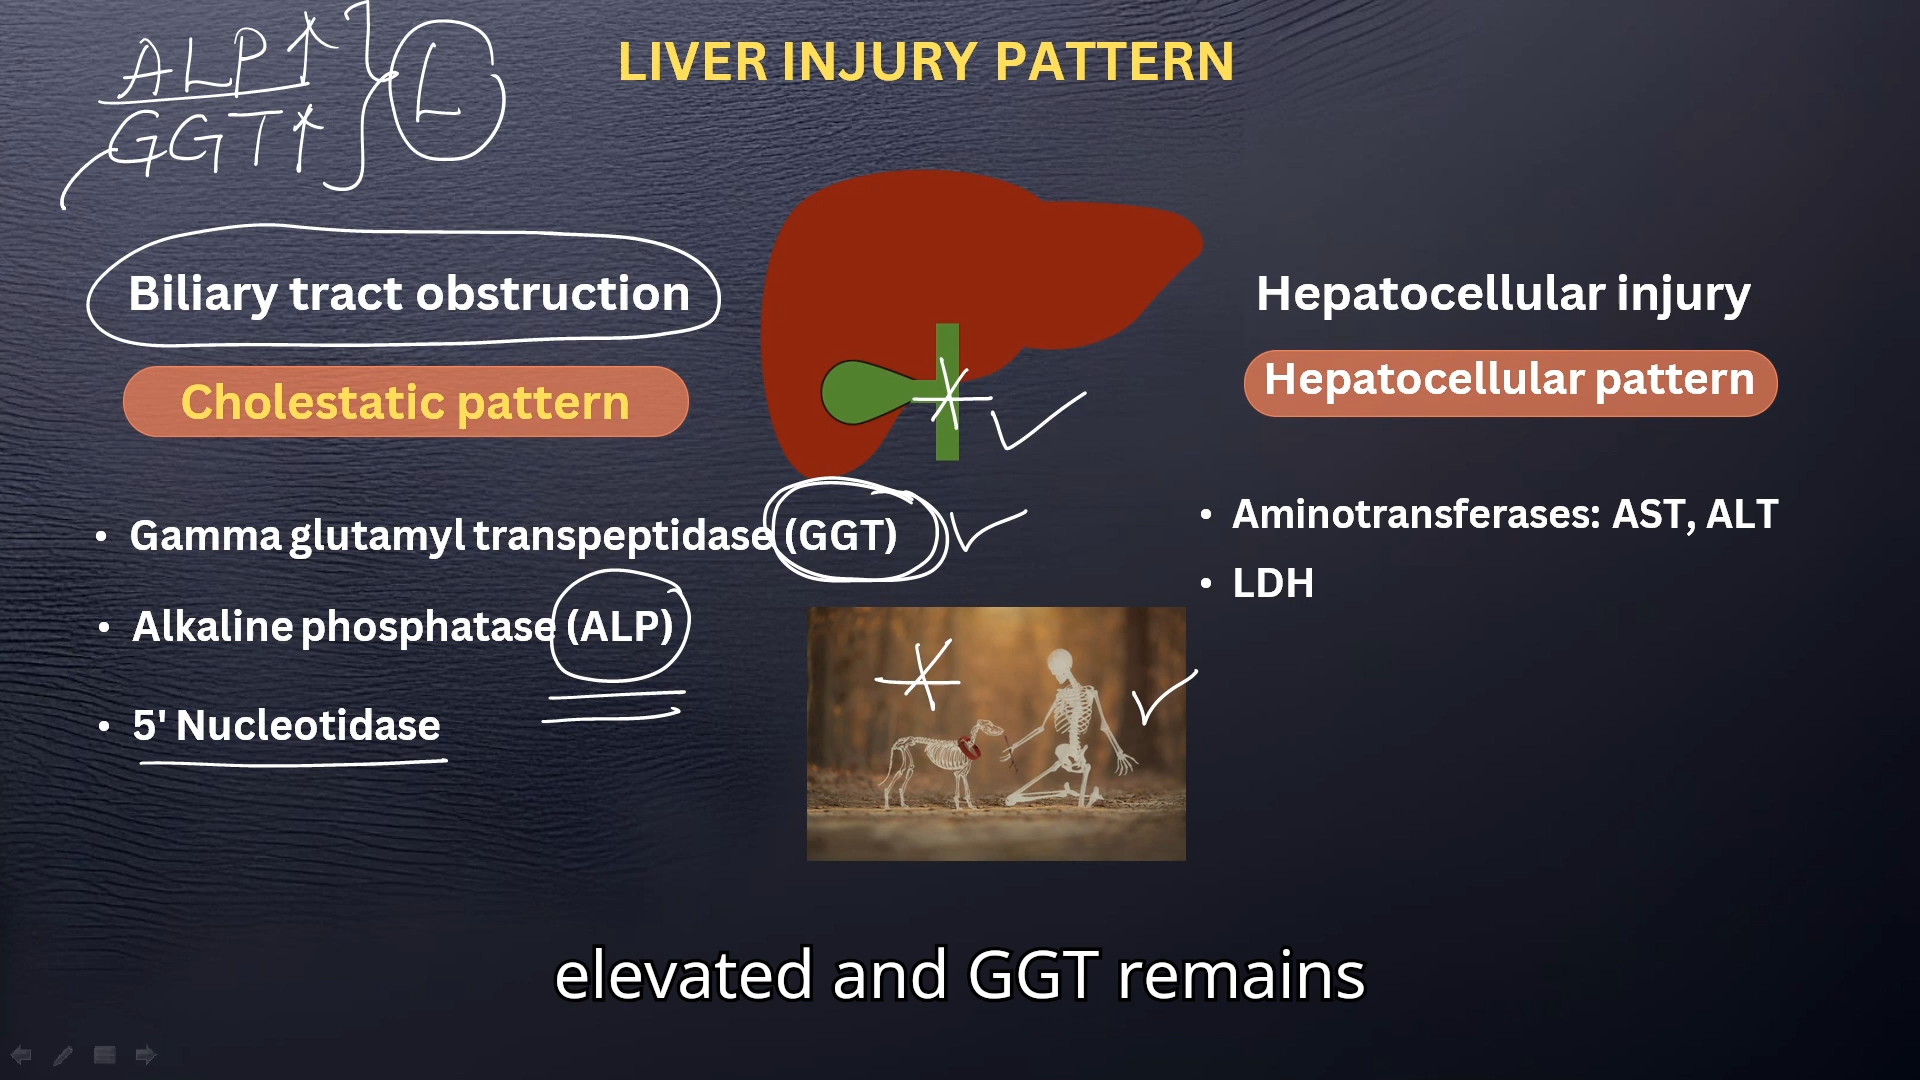 ALP↑
GGT↑
L
LIVER INJURY PATTERN
Biliary tract obstruction
Cholestatic pattern
• Gamma glutamyl transpeptidase (GGT)
• Alkaline phosphatase (ALP)
• 5' Nucleotidase
Hepatocellular injury
Hepatocellular pattern
• Aminotransferases: AST, ALT
• LDH
elevated and GGT remains